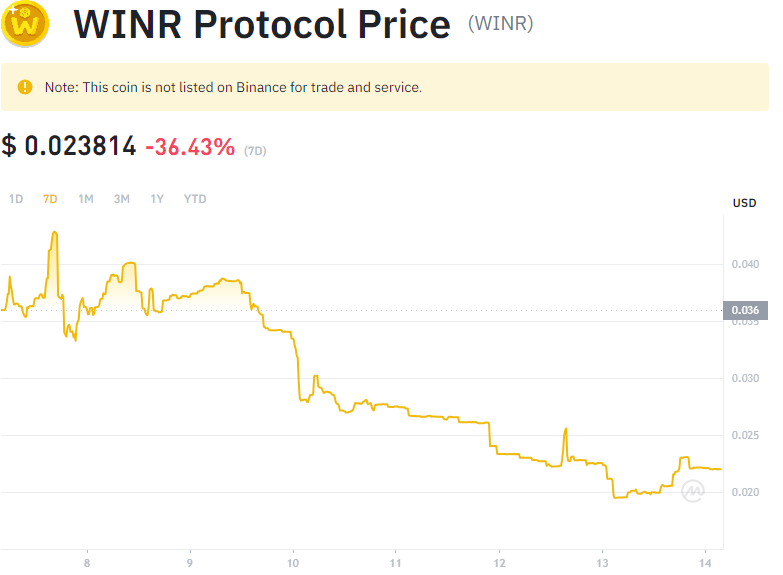 WINR Protocol Price (WINR)
Note: This coin is not listed on Binance for trade and service.
$ 0.023814 -36.43% (7D)
1D 7D 1M 3M 1Y YTD
USD
0.040
0.036
0.035
0.030
0.025
0.020
8 9 10 11 12 13 14